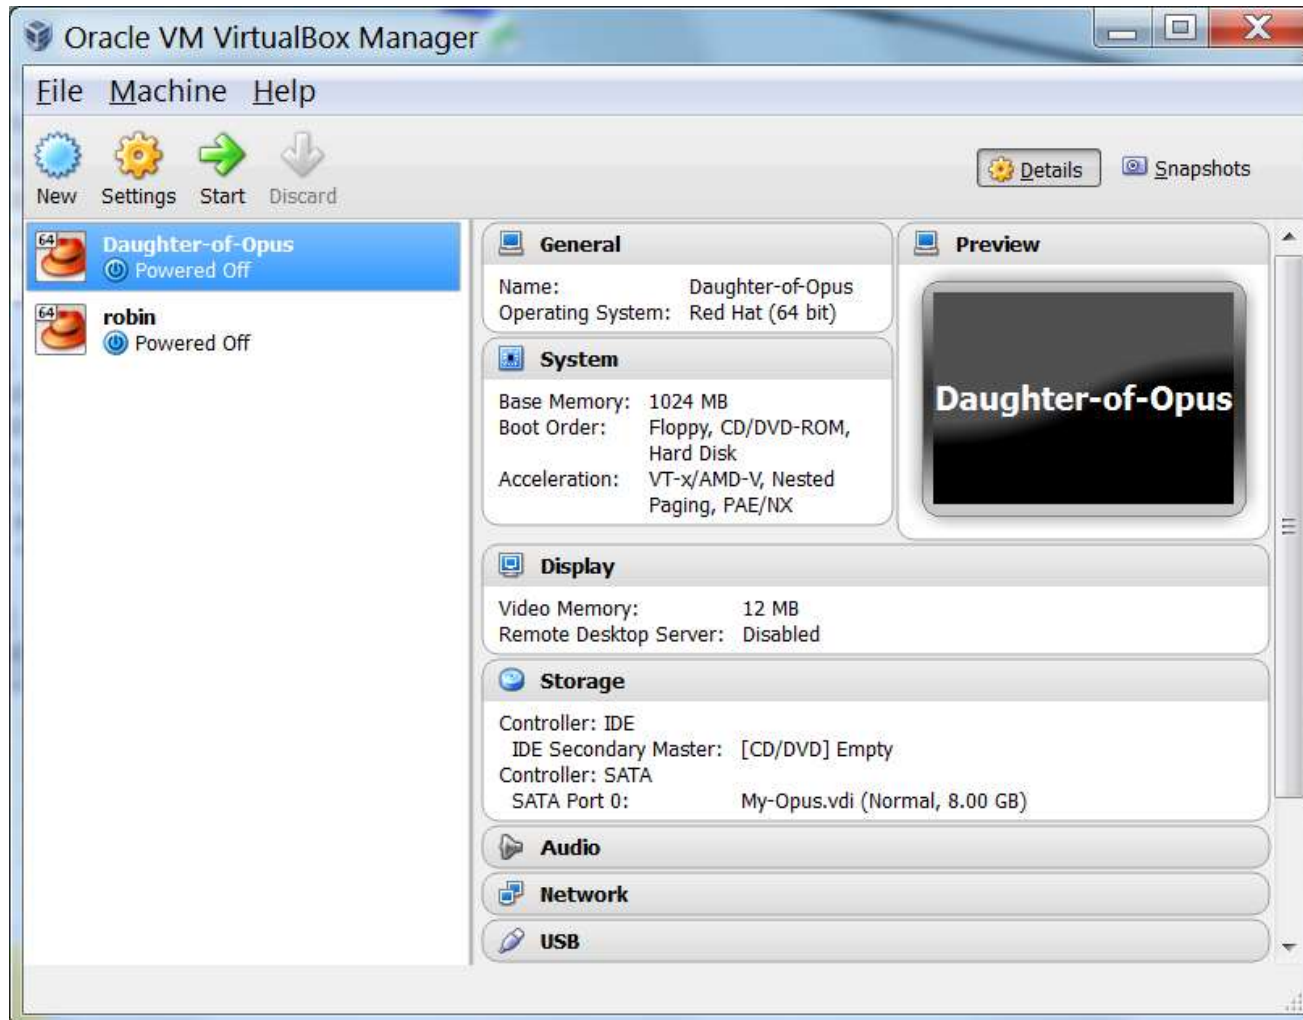 Oracle VM VirtualBox Manager
File Machine Help
New Settings Start Discard
Details Snapshots
64
Daughter-of-Opus
Powered Off
64
robin
Powered Off
General
Name: Daughter-of-Opus
Operating System: Red Hat (64 bit)
System
Base Memory: 1024 MB
Boot Order: Floppy, CD/DVD-ROM,
Hard Disk
Acceleration: VT-x/AMD-V, Nested
Paging, PAE/NX
Preview
Daughter-of-Opus
Display
Video Memory: 12 MB
Remote Desktop Server: Disabled
Storage
Controller: IDE
IDE Secondary Master: [CD/DVD] Empty
Controller: SATA
SATA Port 0: My-Opus.vdi (Normal, 8.00 GB)
Audio
Network
USB